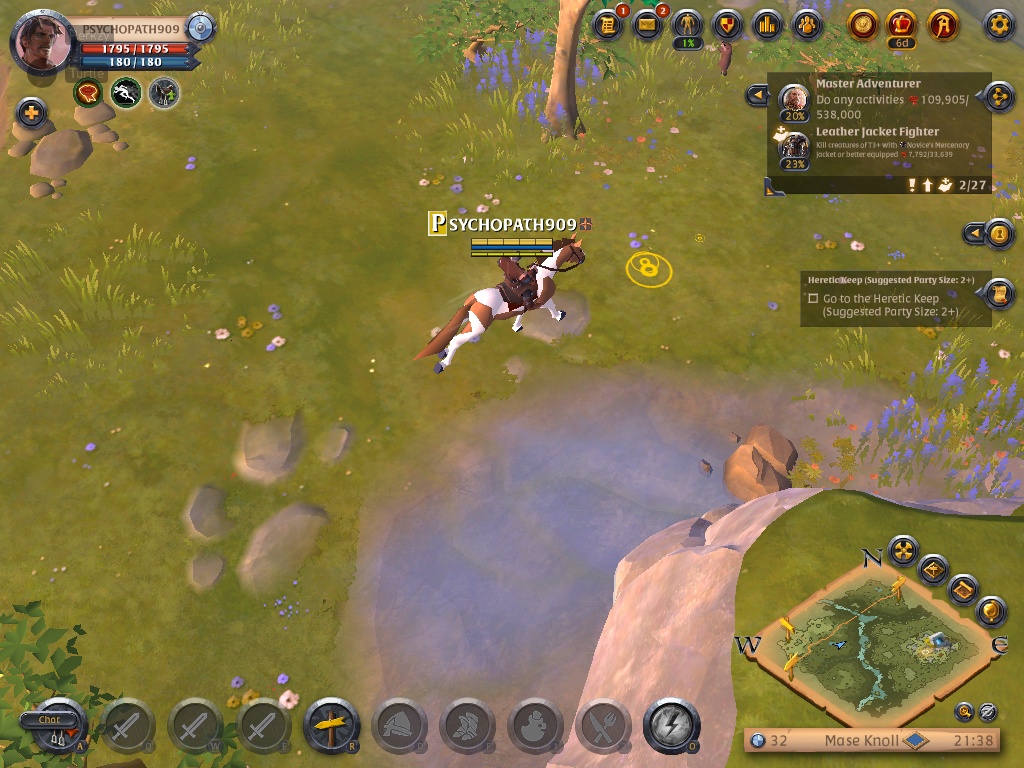 PSYCHOPATH909
1795/1795
180/180
Turtle
1
2
1%
6d
Master Adventurer
Do any activities 109,905/
538,000
20%
Leather Jacket Fighter
Kill creatures of T3+ with Novice's Mercenary
Jacket or better equipped 7,792/33,639
23%
2/27
PSYCHOPATH909
8
Heretic Keep (Suggested Party Size: 2+)
Go to the Heretic Keep
(Suggested Party Size: 2+)
N
W
E
Chat
A
Q
W
E
R
D
F
O
32
Mase Knoll
21:38